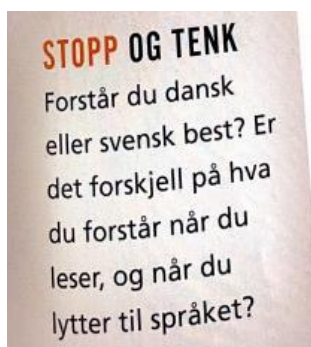 STOPP OG TENK
Forstår du dansk
eller svensk best? Er
det forskjell på hva
du forstår når du
leser, og når du
lytter til språket?